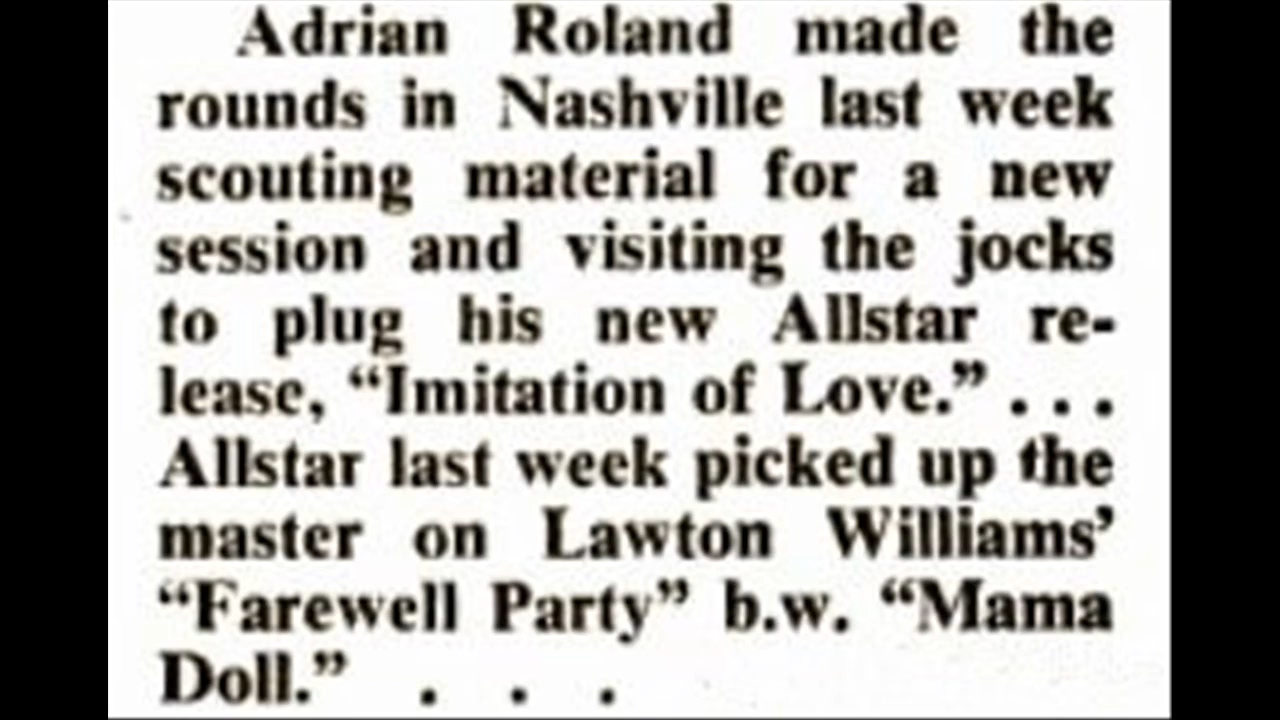 Adrian Roland made the
rounds in Nashville last week
scouting material for a new
session and visiting the jocks
to plug his new Allstar re-
lease, “Imitation of Love.” . . .
Allstar last week picked up the
master on Lawton Williams’
“Farewell Party” b.w. “Mama
Doll.” . . .